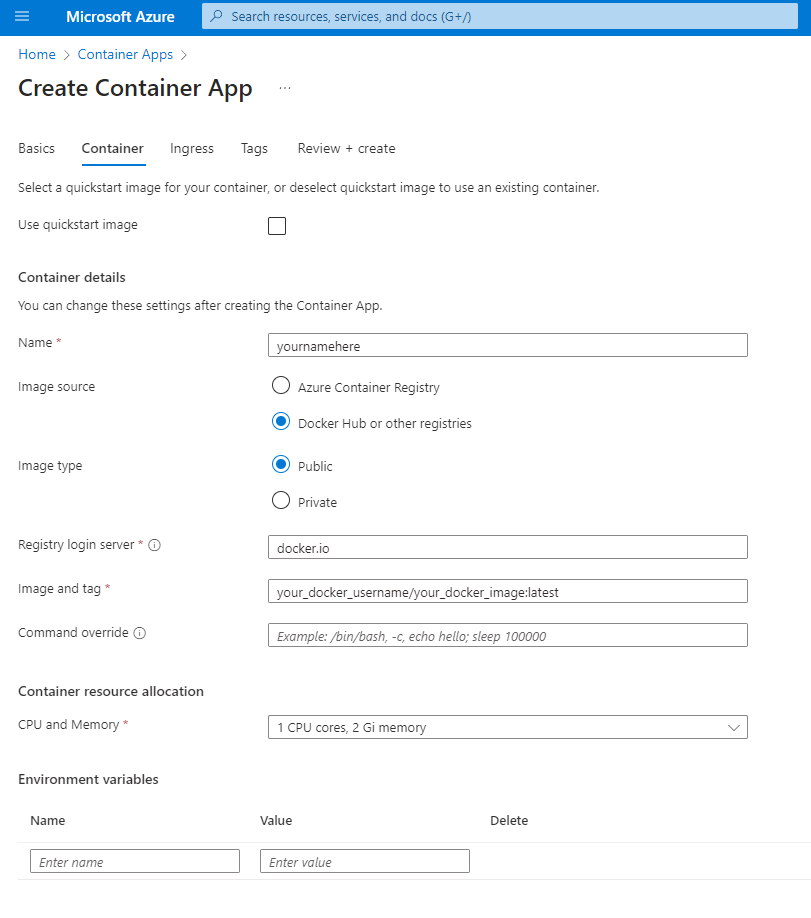 Microsoft Azure
Search resources, services, and docs (G+/)
Home > Container Apps >
Create Container App ...
Basics Container Ingress Tags Review + create
Select a quickstart image for your container, or deselect quickstart image to use an existing container.
Use quickstart image
Container details
You can change these settings after creating the Container App.
Name * yournamehere
Image source Azure Container Registry
Docker Hub or other registries
Image type Public
Private
Registry login server * docker.io
Image and tag * your_docker_username/your_docker_image:latest
Command override Example: /bin/bash, -c, echo hello; sleep 100000
Container resource allocation
CPU and Memory * 1 CPU cores, 2 Gi memory
Environment variables
Name Value Delete
Enter name Enter value